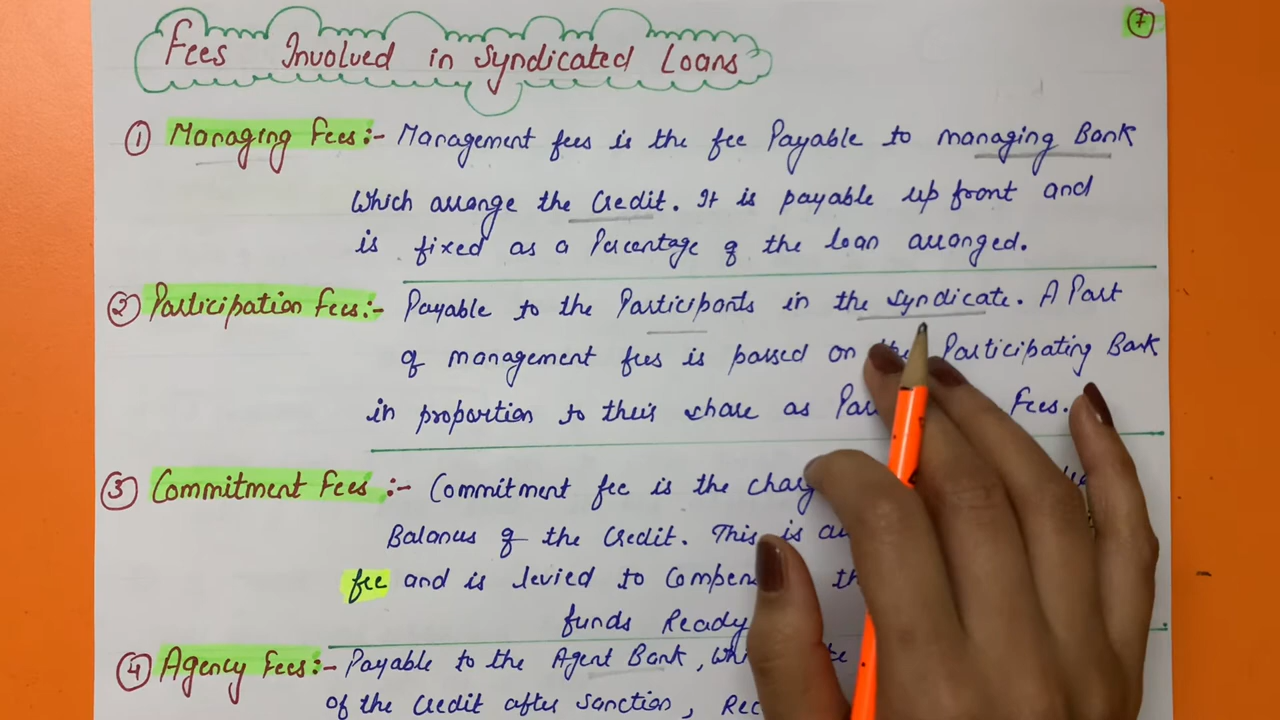 7
Fees Involved in Syndicated Loans
① Managing Fees:- Management fees is the fee Payable to managing Bank
Which arrange the Credit. It is payable up front and
is fixed as a Percentage of the loan arranged.
② Participation Fees:- Payable to the Participants in the Syndicate. A Part
of management fees is passed on the Participating Bank
in proportion to their share as Fees.
③ Commitment Fees :- Commitment fee is the
Balances of the Credit. This is
fee and is levied to
funds Ready
④ Agency Fees:- Payable to the Agent Bank,
of the Credit after Sanction,